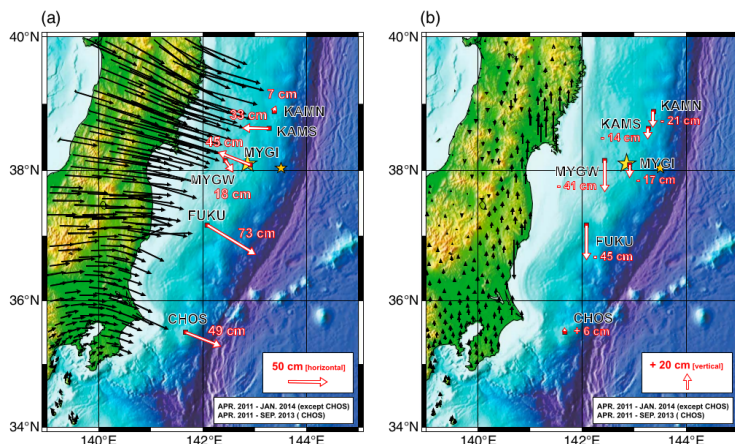 (a)
40°N
38°N
36°N
34°N
140°E
142°E
144°E
7 cm
KAMN
33 cm
KAMS
45 cm
MYGI
MYGW
18 cm
FUKU
73 cm
CHOS
49 cm
50 cm [horizontal]
APR. 2011 - JAN. 2014 (except CHOS)
APR. 2011 - SEP. 2013 ( CHOS)
(b)
40°N
38°N
36°N
34°N
140°E
142°E
144°E
KAMN
- 21 cm
KAMS
- 14 cm
MYGI
- 17 cm
MYGW
- 41 cm
FUKU
- 45 cm
CHOS
+ 6 cm
+ 20 cm [vertical]
APR. 2011 - JAN. 2014 (except CHOS)
APR. 2011 - SEP. 2013 ( CHOS)